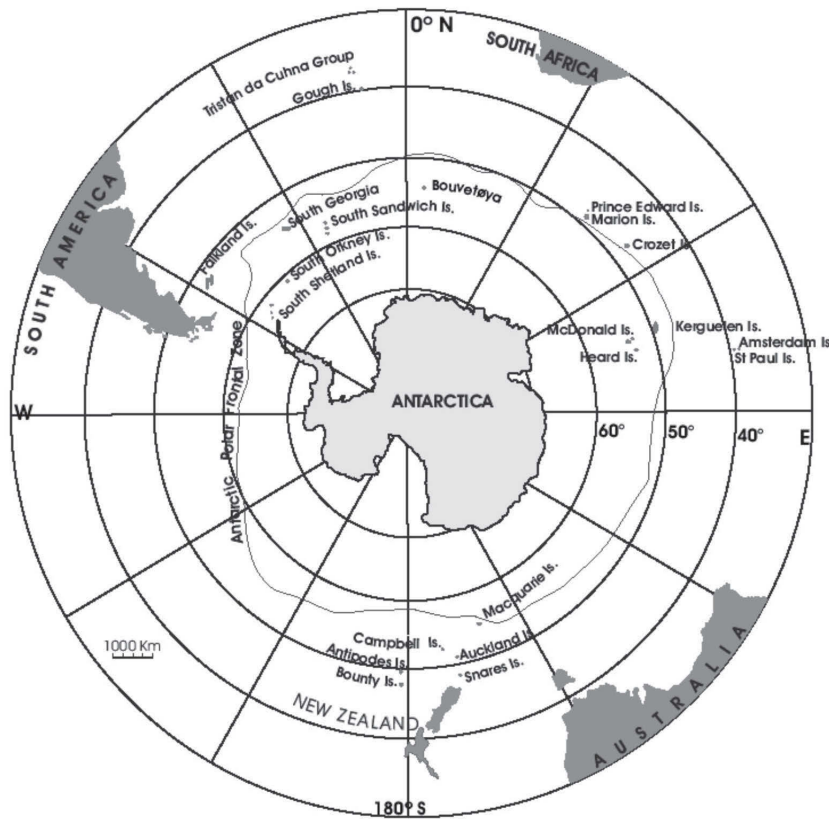 0° N
SOUTH AFRICA
Tristan da Cuhna Group
Gough Is.
SOUTH AMERICA
Bouvetøya
South Georgia
South Sandwich Is.
Prince Edward Is.
Marion Is.
Crozet Is.
Falkland Is.
South Orkney Is.
South Shetland Is.
McDonald Is.
Kerguelen Is.
Heard Is.
Amsterdam Is
St Paul Is.
Antarctic Polar Frontal Zone
ANTARCTICA
W
60°
50°
40°
E
Macquarie Is.
1000 Km
Campbell Is.
Auckland Is.
Antipodes Is.
Snares Is.
Bounty Is.
NEW ZEALAND
AUSTRALIA
180° S